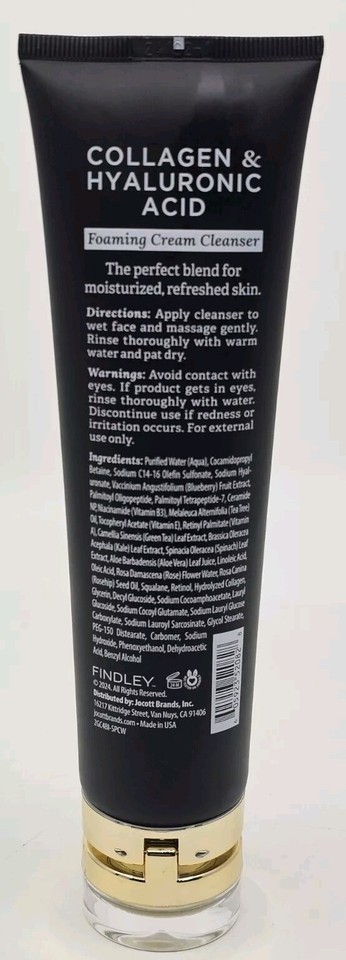 COLLAGEN &
HYALURONIC
ACID
Foaming Cream Cleanser
The perfect blend for
moisturized, refreshed skin.
Directions: Apply cleanser to
wet face and massage gently.
Rinse thoroughly with warm
water and pat dry.
Warnings: Avoid contact with
eyes. If product gets in eyes,
rinse thoroughly with water.
Discontinue use if redness or
irritation occurs. For external
use only.
Ingredients: Purified Water (Aqua), Cocamidopropyl
Betaine, Sodium C14-16 Olefin Sulfonate, Sodium Hyal-
uronate, Vaccinium Angustifolium (Blueberry) Fruit Extract,
Palmitoyl Oligopeptide, Palmitoyl Tetrapeptide-7, Ceramide
NP, Niacinamide (Vitamin B3), Melaleuca Alternifolia (Tea Tree)
Oil, Tocopheryl Acetate (Vitamin E), Retinyl Palmitate (Vitamin
A), Camellia Sinensis (Green Tea) Leaf Extract, Brassica Oleracea
Acephala (Kale) Leaf Extract, Spinacia Oleracea (Spinach) Leaf
Extract, Aloe Barbadensis (Aloe Vera) Leaf Juice, Linoleic Acid,
Oleic Acid, Rosa Damascena (Rose) Flower Water, Rosa Canina
(Rosehip) Seed Oil, Squalane, Retinol, Hydrolyzed Collagen,
Glycerin, Decyl Glucoside, Sodium Cocoamphoacetate, Lauryl
Glucoside, Sodium Cocoyl Glutamate, Sodium Lauryl Glucose
Carboxylate, Sodium Lauroyl Sarcosinate, Glycol Stearate,
PEG-150 Distearate, Carbomer, Sodium
Hydroxide, Phenoxyethanol, Dehydroacetic
Acid, Benzyl Alcohol
FINDLEY
© 2024, All Rights Reserved.
Distributed by: Jocott Brands, Inc.
16217 Kittridge Street, Van Nuys, CA 91406
jocottbrands.com • Made in USA